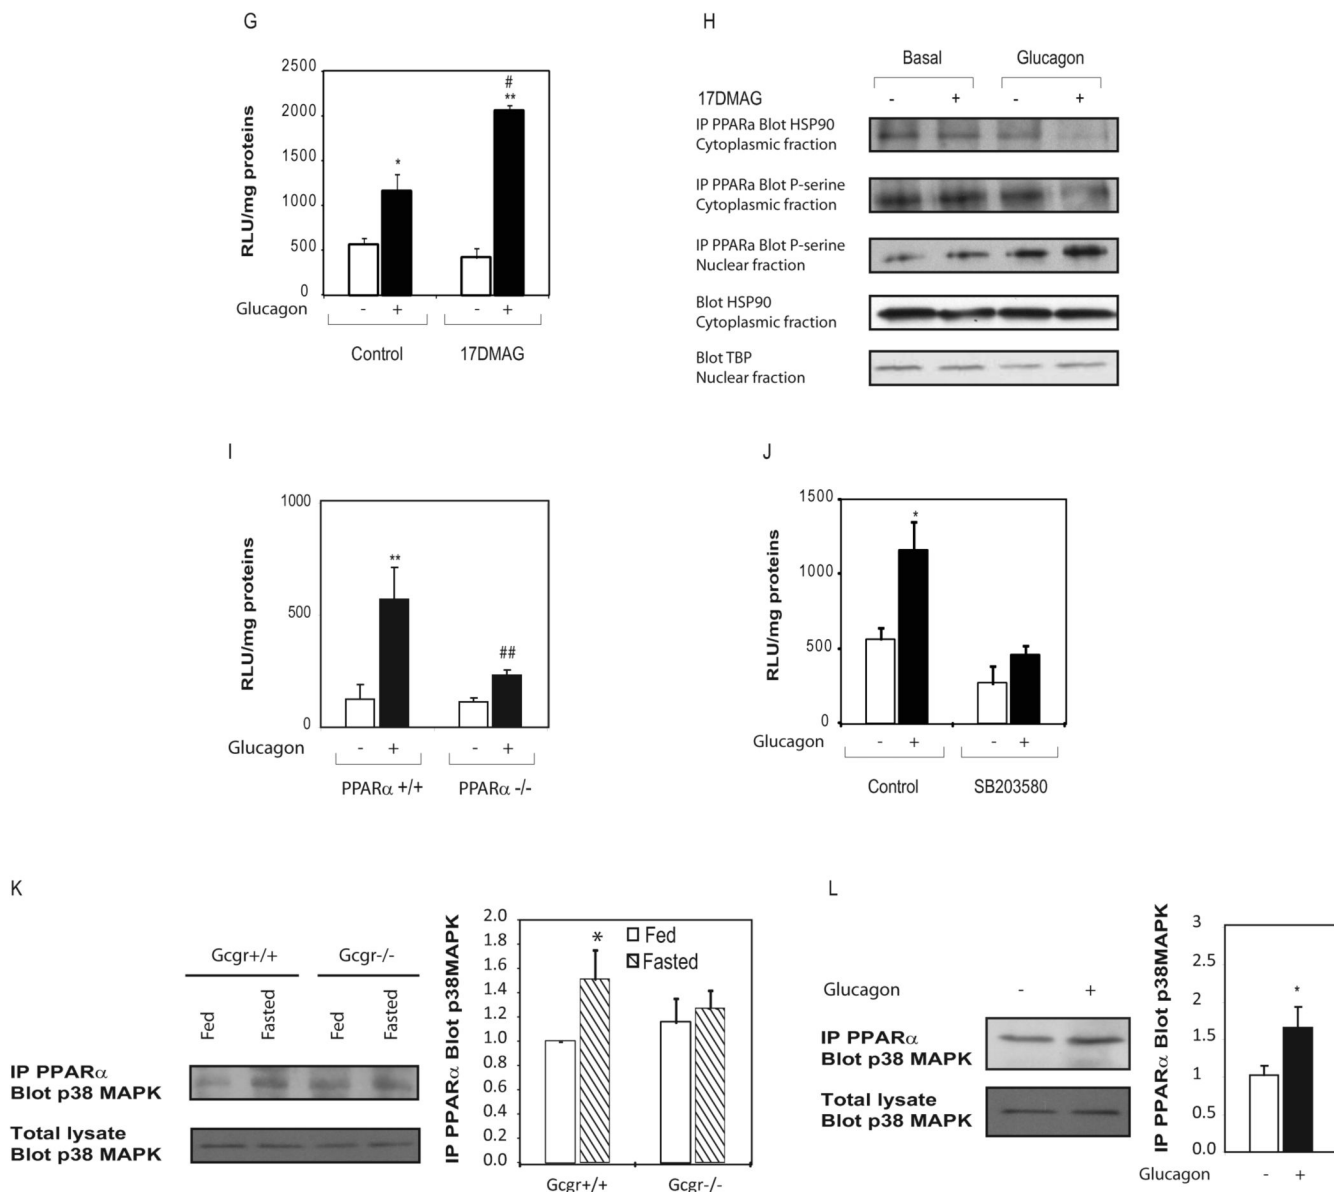 G
RLU/mg proteins
2500
2000
1500
1000
500
0
*
#
**
Glucagon - + - +
Control 17DMAG
H
Basal Glucagon
17DMAG - + - +
IP PPARa Blot HSP90
Cytoplasmic fraction
IP PPARa Blot P-serine
Cytoplasmic fraction
IP PPARa Blot P-serine
Nuclear fraction
Blot HSP90
Cytoplasmic fraction
Blot TBP
Nuclear fraction
I
RLU/mg proteins
1000
500
0
**
##
Glucagon - + - +
PPARα +/+ PPARα -/-
J
RLU/mg proteins
1500
1000
500
0
*
Glucagon - + - +
Control SB203580
K
Gcgr+/+ Gcgr-/-
Fed Fasted Fed Fasted
IP PPARα
Blot p38 MAPK
Total lysate
Blot p38 MAPK
IP PPARα Blot p38MAPK
2.0
1.8
1.6
1.4
1.2
1.0
0.8
0.6
0.4
0.2
0.0
*
Fed
Fasted
Gcgr+/+ Gcgr-/-
L
Glucagon - +
IP PPARα
Blot p38 MAPK
Total lysate
Blot p38 MAPK
IP PPARα Blot p38MAPK
3
2.5
2
1.5
1
0.5
0.0
*
Glucagon - +